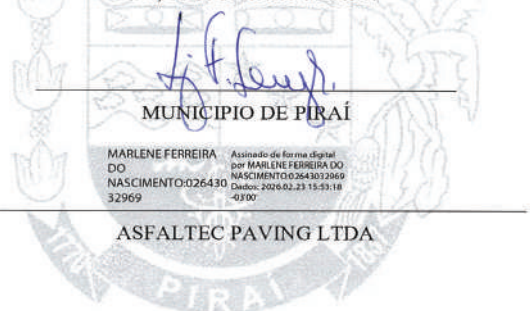 MUNICIPIO DE PIRAÍ
MARLENE FERREIRA
DO
NASCIMENTO:026430
32969
Assinado de forma digital
por MARLENE FERREIRA DO
NASCIMENTO:02643032969
Dados: 2026.02.23 15:53:18
-03'00'
ASFALTEC PAVING LTDA
PIRAÍ